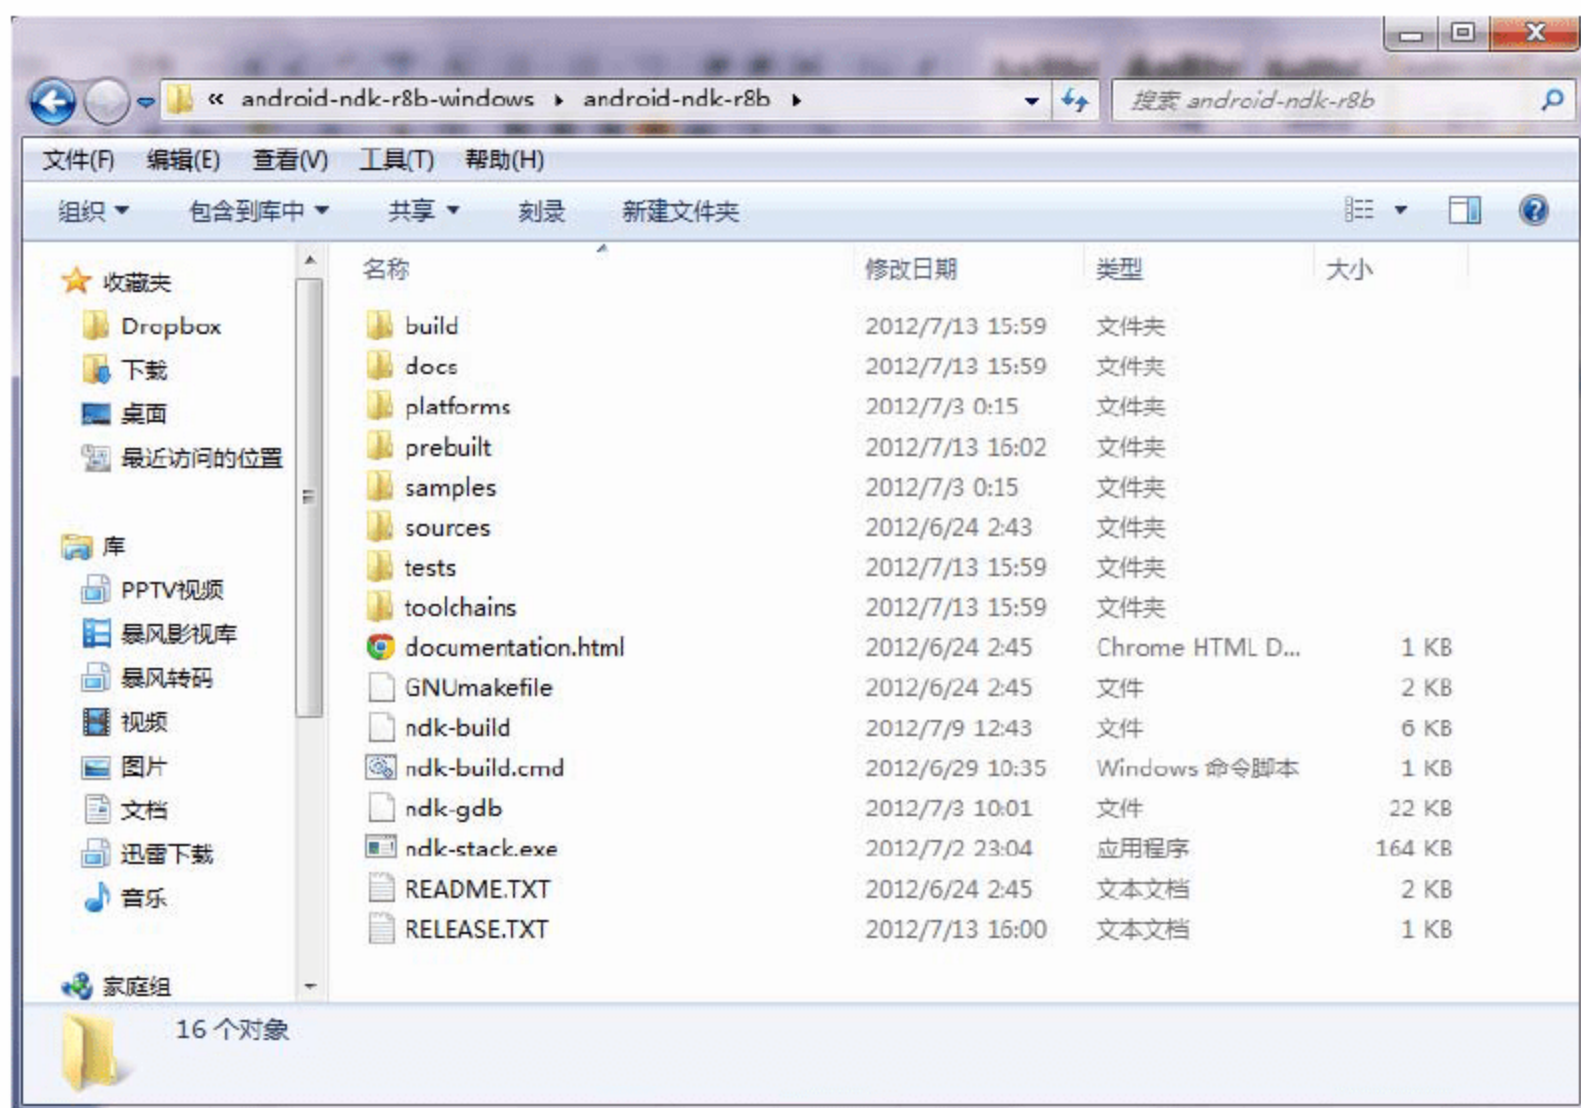 « android-ndk-r8b-windows ▸ android-ndk-r8b ▸ 搜索 android-ndk-r8b
文件(F) 编辑(E) 查看(V) 工具(T) 帮助(H)
组织 包含到库中 共享 刻录 新建文件夹
收藏夹
Dropbox
下载
桌面
最近访问的位置
库
PPTV视频
暴风影视库
暴风转码
视频
图片
文档
迅雷下载
音乐
家庭组
名称 修改日期 类型 大小
build 2012/7/13 15:59 文件夹
docs 2012/7/13 15:59 文件夹
platforms 2012/7/3 0:15 文件夹
prebuilt 2012/7/13 16:02 文件夹
samples 2012/7/3 0:15 文件夹
sources 2012/6/24 2:43 文件夹
tests 2012/7/13 15:59 文件夹
toolchains 2012/7/13 15:59 文件夹
documentation.html 2012/6/24 2:45 Chrome HTML D... 1 KB
GNUmakefile 2012/6/24 2:45 文件 2 KB
ndk-build 2012/7/9 12:43 文件 6 KB
ndk-build.cmd 2012/6/29 10:35 Windows 命令脚本 1 KB
ndk-gdb 2012/7/3 10:01 文件 22 KB
ndk-stack.exe 2012/7/2 23:04 应用程序 164 KB
README.TXT 2012/6/24 2:45 文本文档 2 KB
RELEASE.TXT 2012/7/13 16:00 文本文档 1 KB
16 个对象